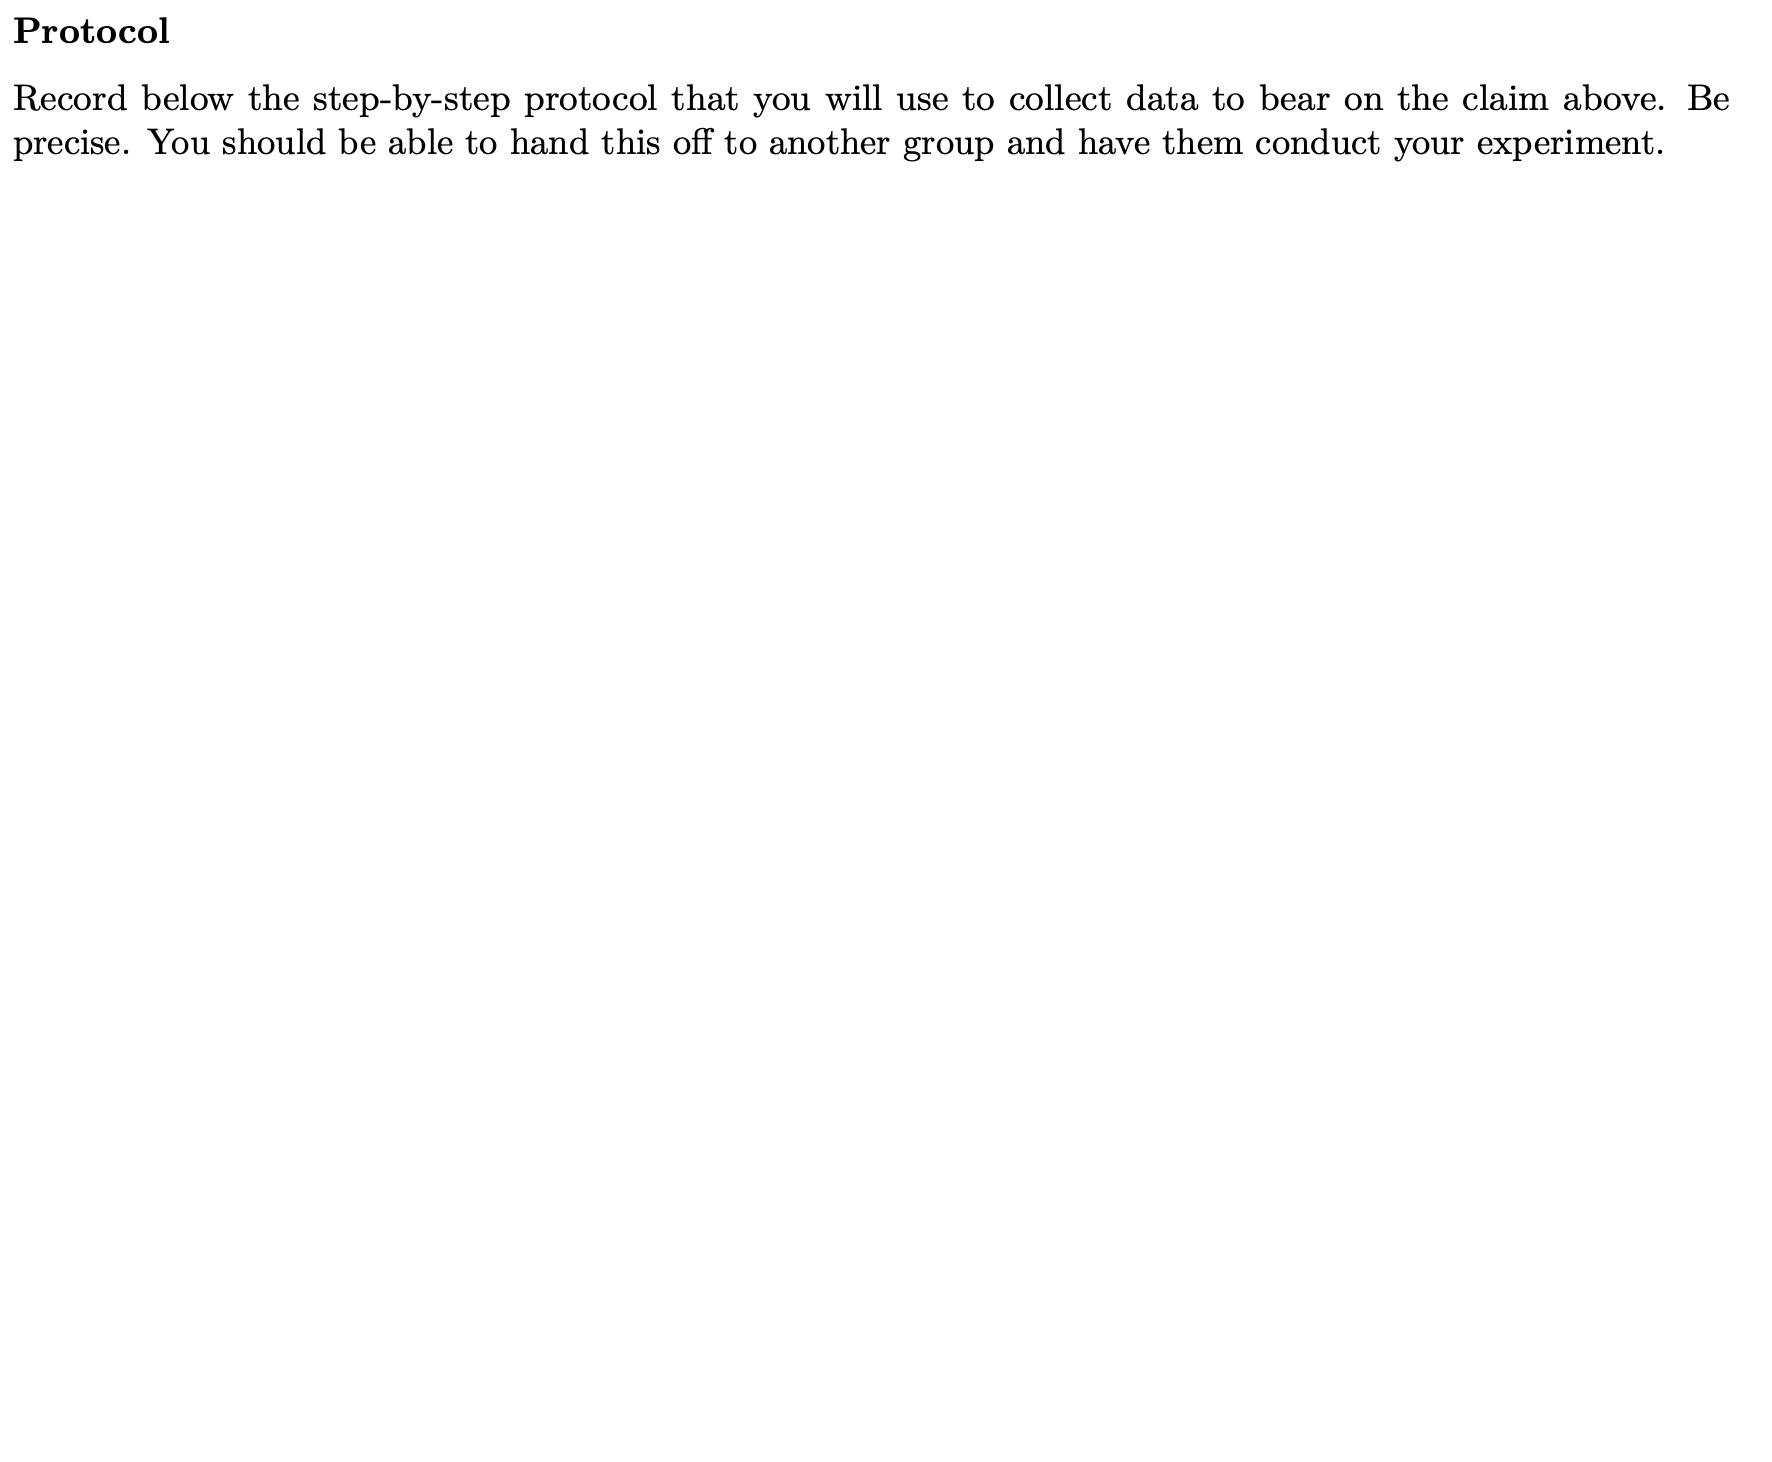 Protocol
Record below the step-by-step protocol that you will use to collect data to bear on the claim above. Be
precise. You should be able to hand this off to another group and have them conduct your experiment.